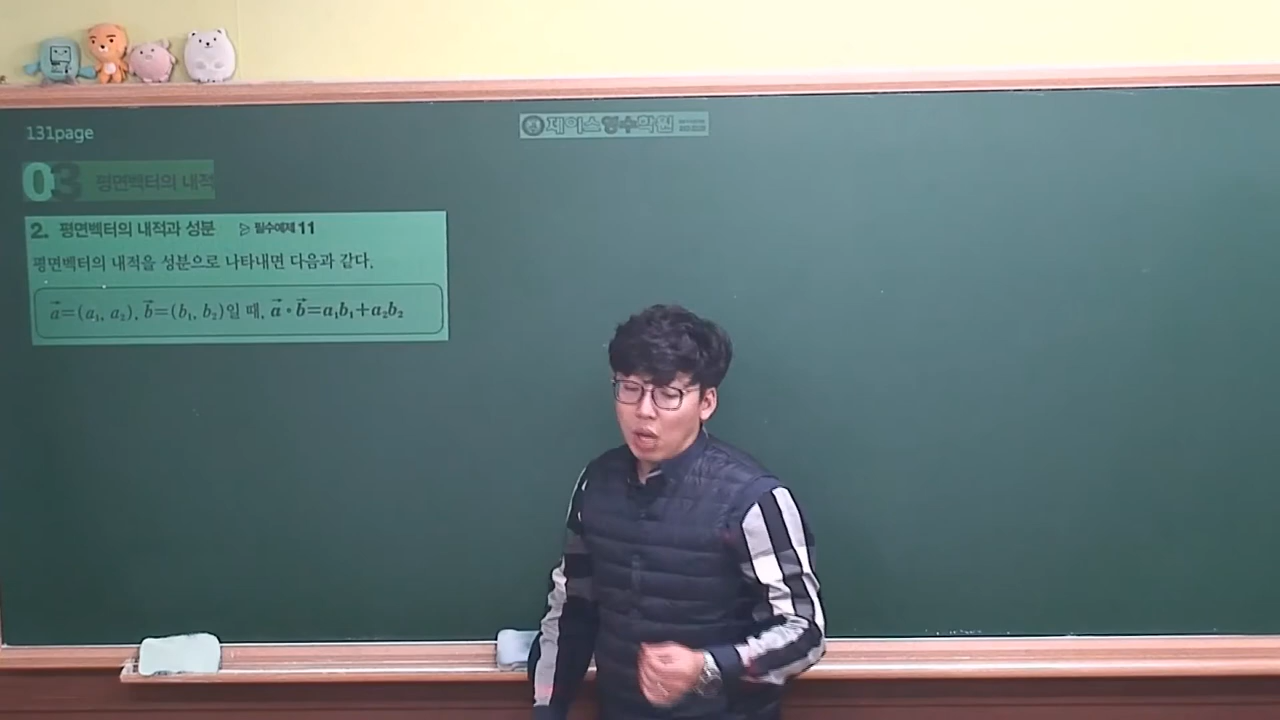 131page
제이스영수학원
03 평면벡터의 내적
2. 평면벡터의 내적과 성분 ▷ 필수예제 11
평면벡터의 내적을 성분으로 나타내면 다음과 같다.
a⃗=(a₁, a₂), b⃗=(b₁, b₂)일 때, a⃗·b⃗=a₁b₁+a₂b₂